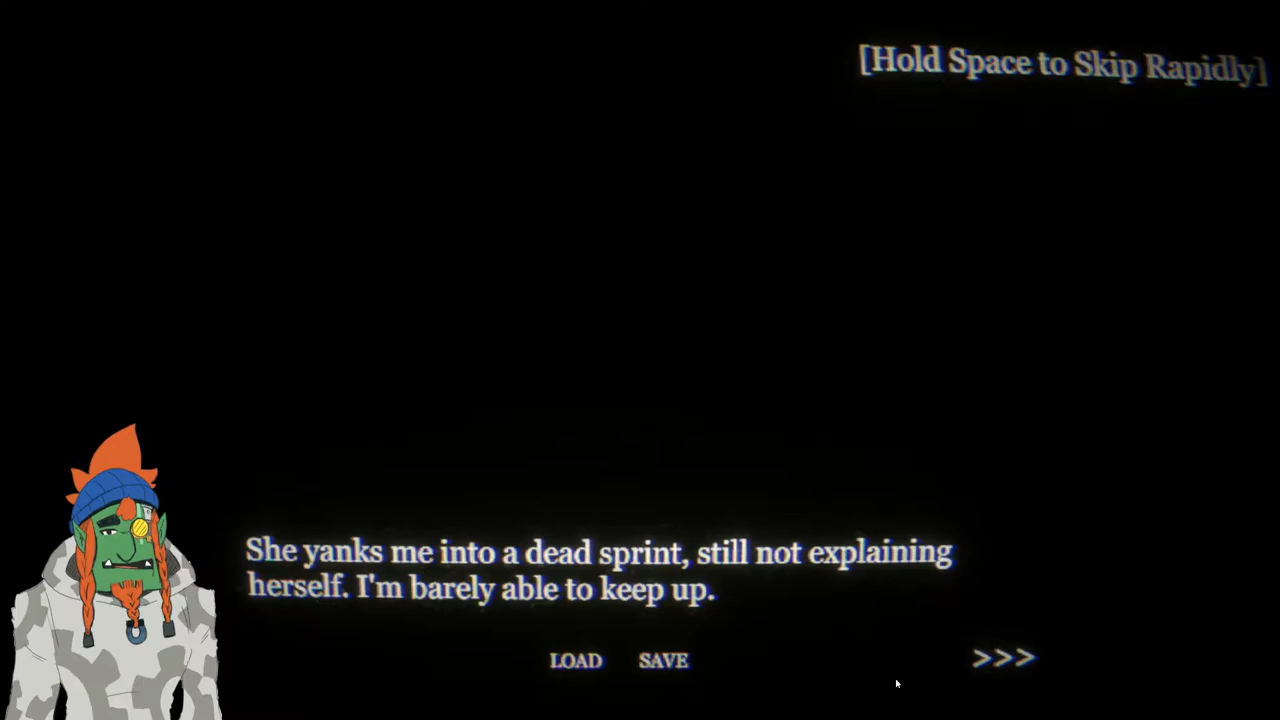 [Hold Space to Skip Rapidly]
She yanks me into a dead sprint, still not explaining
herself. I'm barely able to keep up.
LOAD SAVE >>>